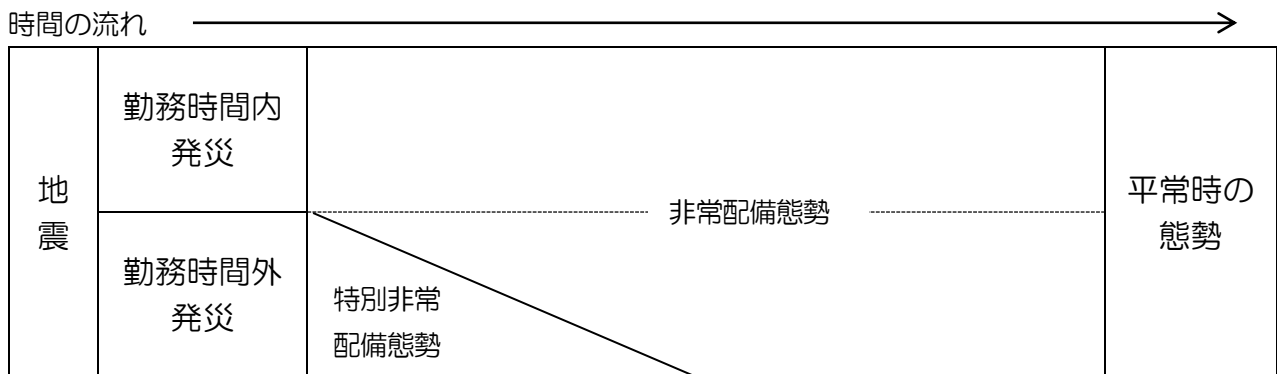 時間の流れ
地
震
勤務時間内
発災
勤務時間外
発災
非常配備態勢
特別非常
配備態勢
平常時の
態勢